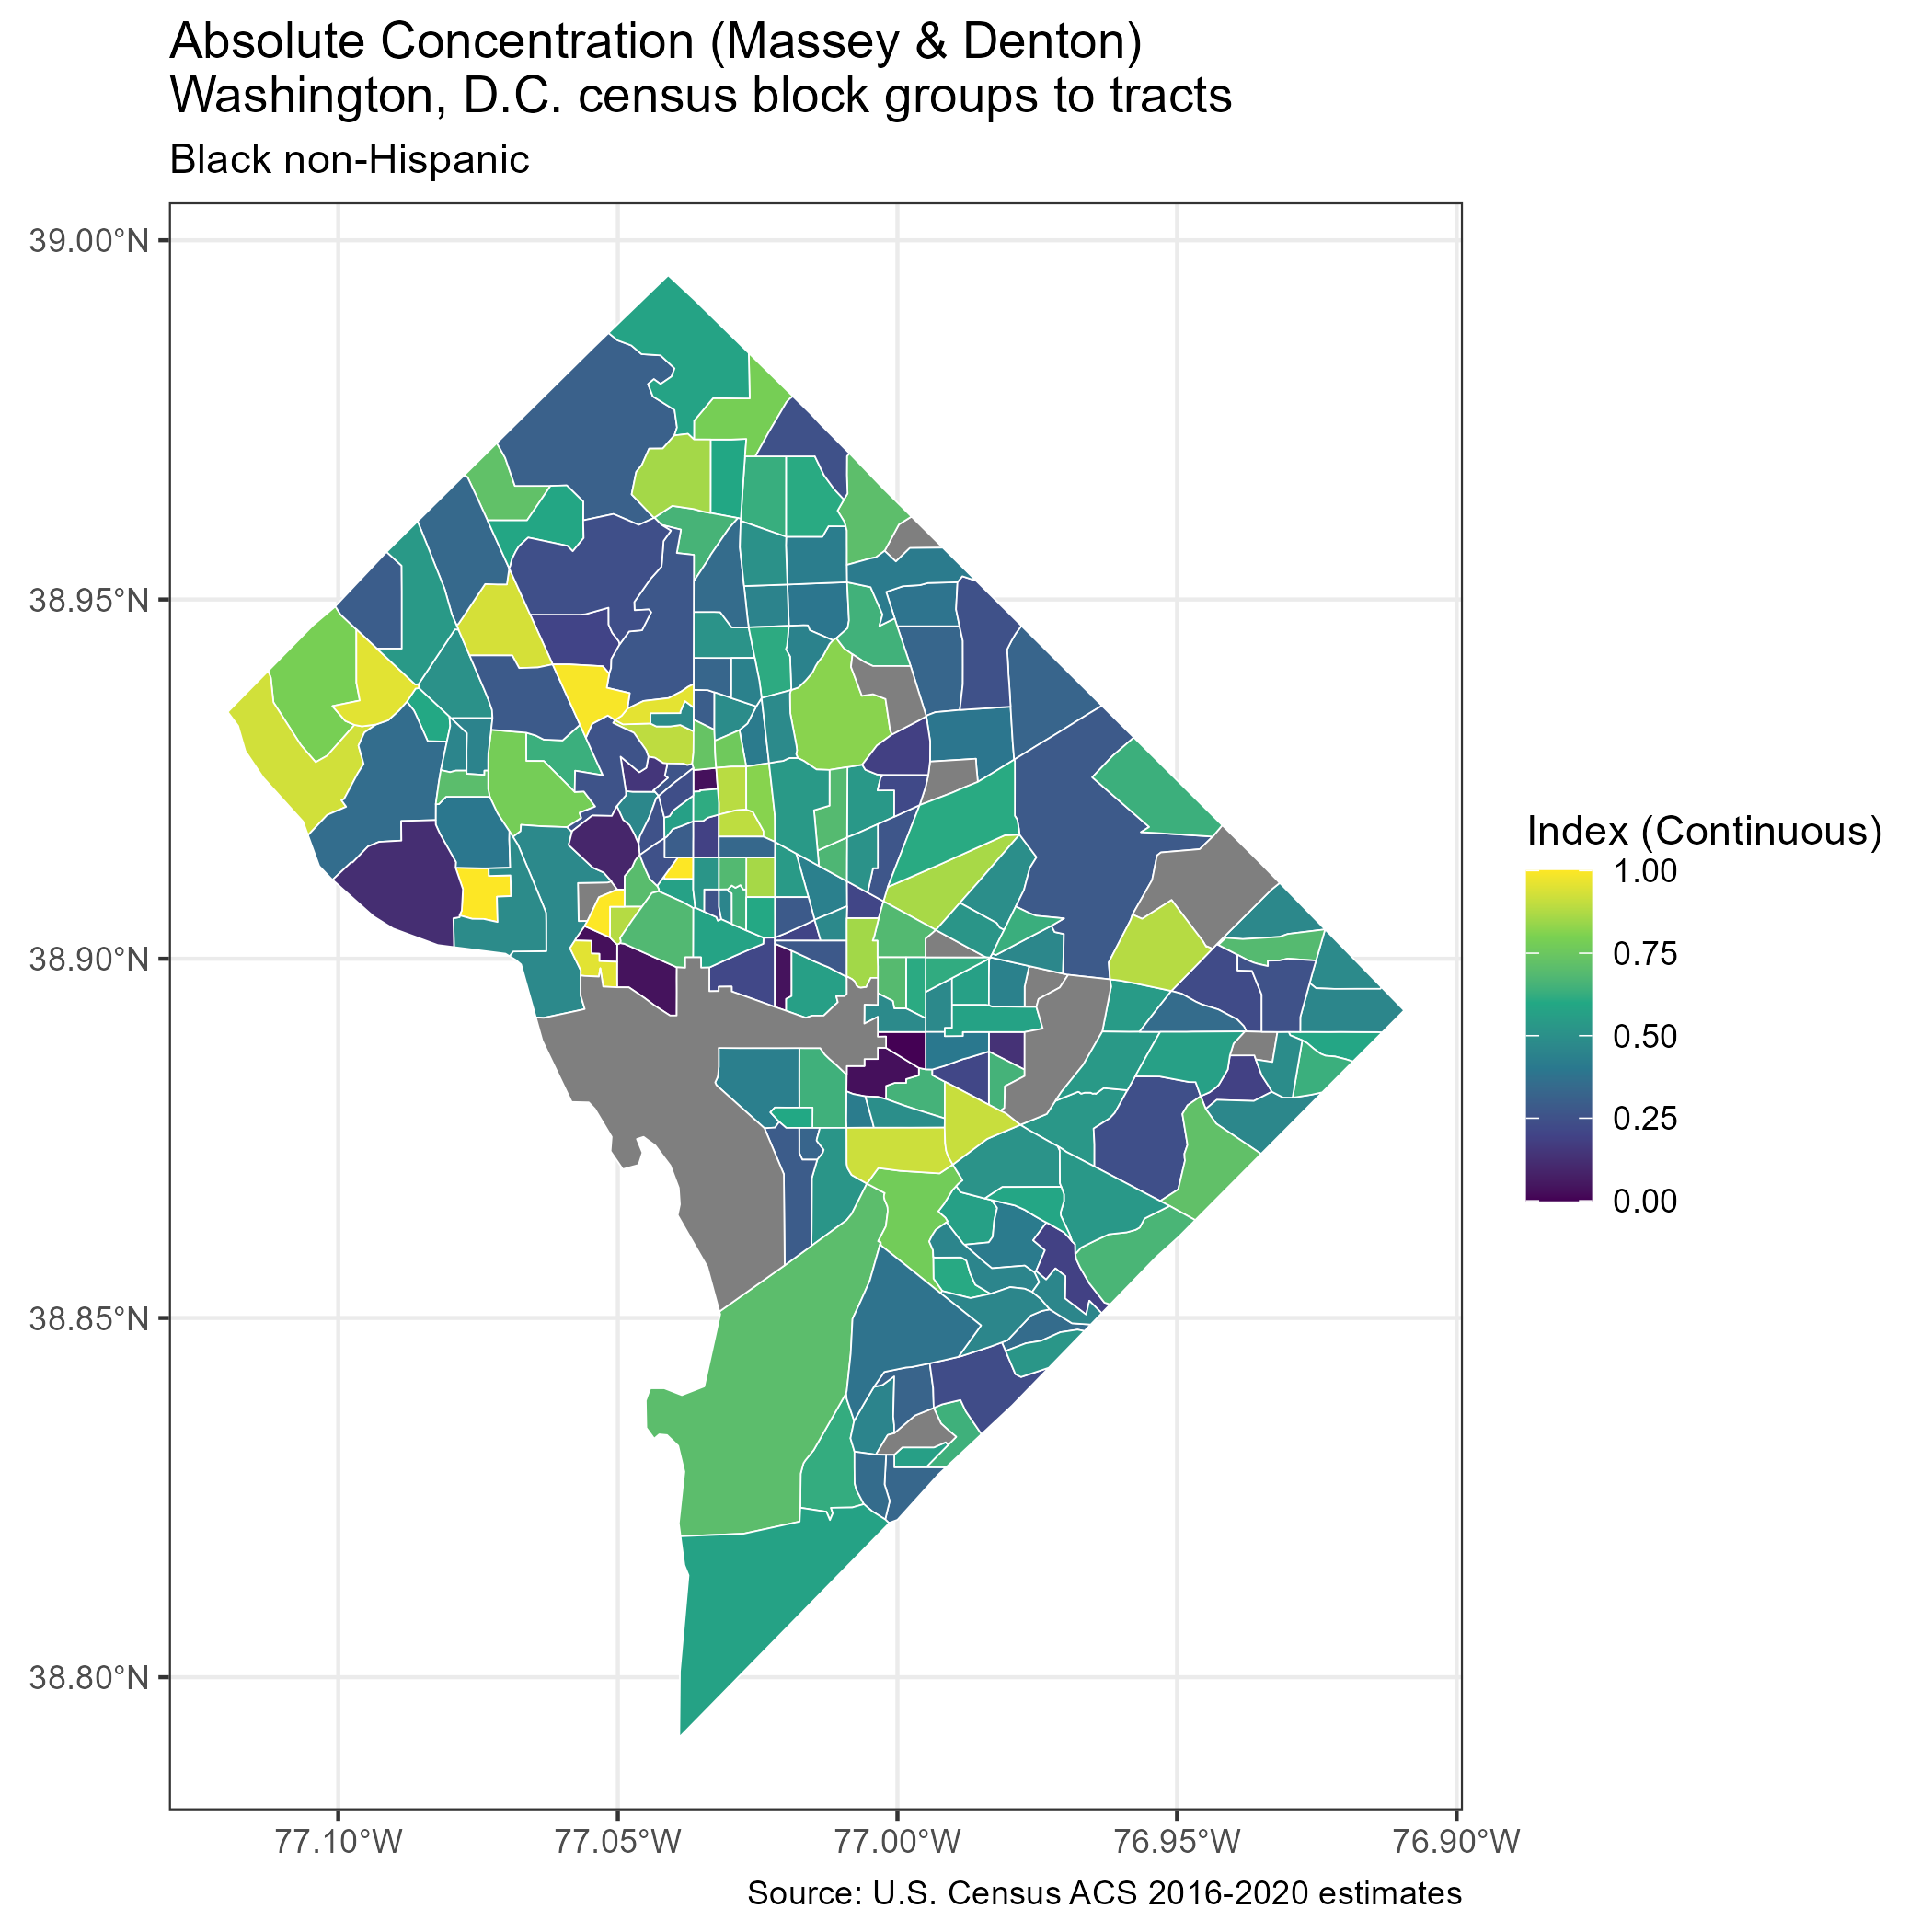 Absolute Concentration (Massey & Denton)
Washington, D.C. census block groups to tracts
Black non-Hispanic
39.00°N
38.95°N
38.90°N
38.85°N
38.80°N
77.10°W
77.05°W
77.00°W
76.95°W
76.90°W
Index (Continuous)
1.00
0.75
0.50
0.25
0.00
Source: U.S. Census ACS 2016-2020 estimates